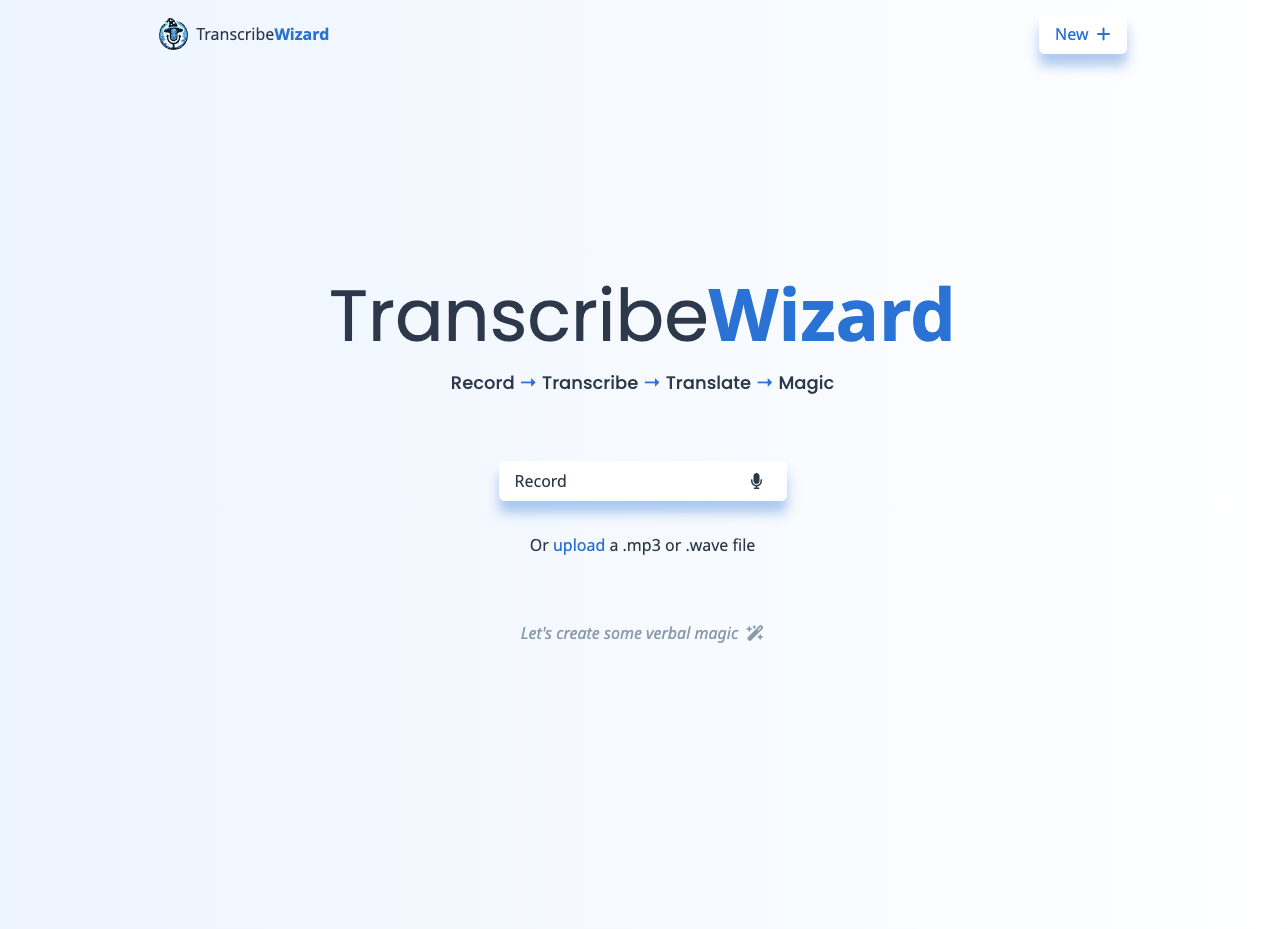 TranscribeWizard
New +
TranscribeWizard
Record → Transcribe → Translate → Magic
Record
Or upload a .mp3 or .wave file
Let's create some verbal magic